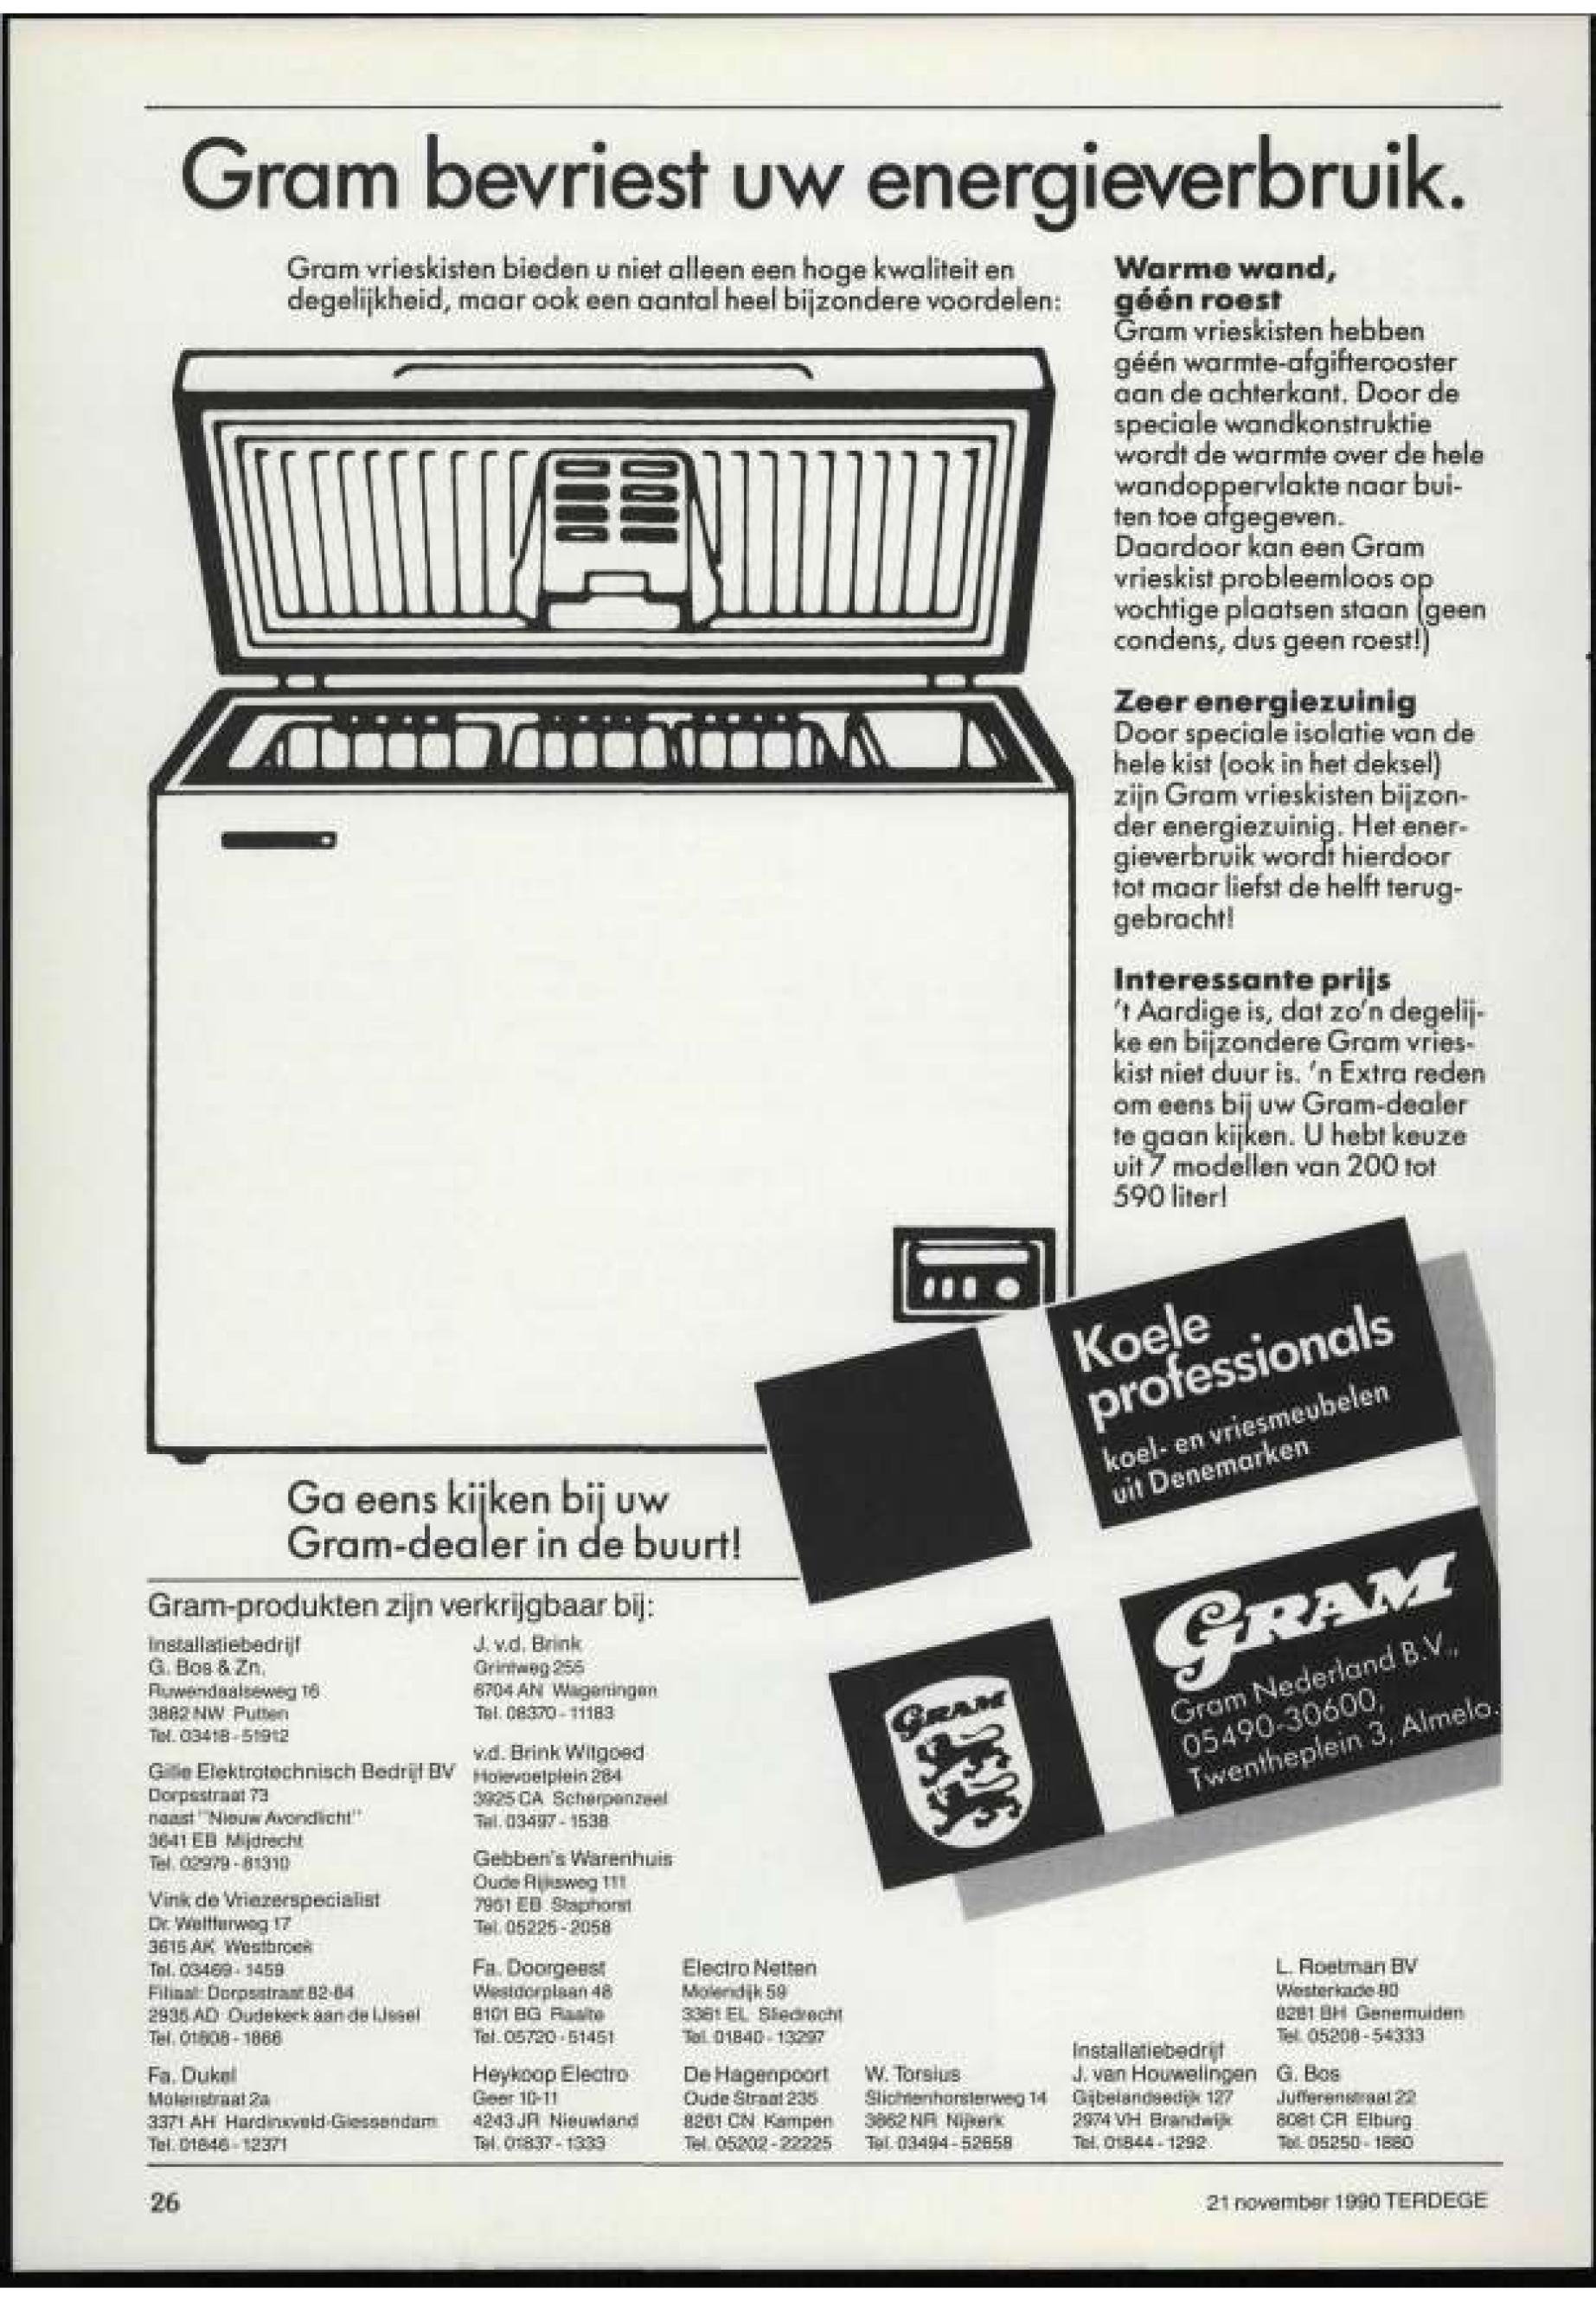 Gram bevriest uw energieverbruik.
Gram vrieskisten bieden u niet alleen een hoge kwaliteit en
degelijkheid, maar ook een aantal heel bijzondere voordelen:
Warme wand,
géén roest
Gram vrieskisten hebben
géén warmte-afgifterooster
aan de achterkant. Door de
speciale wandkonstruktie
wordt de warmte over de hele
wandoppervlakte naar bui-
ten toe afgegeven.
Daardoor kan een Gram
vrieskist probleemloos op
vochtige plaatsen staan (geen
condens, dus geen roest!)
Zeer energiezuinig
Door speciale isolatie van de
hele kist (ook in het deksel)
zijn Gram vrieskisten bijzon-
der energiezuinig. Het ener-
gieverbruik wordt hierdoor
tot maar liefst de helft terug-
gebracht!
Interessante prijs
't Aardige is, dat zo'n degelij-
ke en bijzondere Gram vries-
kist niet duur is. 'n Extra reden
om eens bij uw Gram-dealer
te gaan kijken. U hebt keuze
uit 7 modellen van 200 tot
590 liter!
Koele
professionals
koel- en vriesmeubelen
uit Denemarken
GRAM
Gram Nederland B.V.,
05490-30600,
Twentheplein 3, Almelo.
GRAM
Ga eens kijken bij uw
Gram-dealer in de buurt!
Gram-produkten zijn verkrijgbaar bij:
Installatiebedrijf
G. Bos & Zn.
Ruwendaalseweg 16
3882 NW Putten
Tel. 03418 - 51912
Gille Elektrotechnisch Bedrijf BV
Dorpsstraat 73
naast "Nieuw Avondlicht"
3641 EB Mijdrecht
Tel. 02979 - 81310
Vink de Vriezerspecialist
Dr. Welfferweg 17
3615 AK Westbroek
Tel. 03469 - 1459
Filiaal: Dorpsstraat 82-84
2935 AD Oudekerk aan de IJssel
Tel. 01808 - 1866
Fa. Dukel
Molenstraat 2a
3371 AH Hardinxveld-Giessendam
Tel. 01846 - 12371
J. v.d. Brink
Grintweg 255
6704 AN Wageningen
Tel. 08370 - 11183
v.d. Brink Witgoed
Holevoetplein 284
3925 CA Scherpenzeel
Tel. 03497 - 1538
Gebben's Warenhuis
Oude Rijksweg 111
7951 EB Staphorst
Tel. 05225 - 2058
Fa. Doorgeest
Westdorplaan 48
8101 BG Raalte
Tel. 05720 - 51451
Heykoop Electro
Geer 10-11
4243 JR Nieuwland
Tel. 01837 - 1333
Electro Netten
Molendijk 59
3361 EL Sliedrecht
Tel. 01840 - 13297
De Hagenpoort
Oude Straat 235
8261 CN Kampen
Tel. 05202 - 22225
W. Torsius
Slichtenhorsterweg 14
3862 NR Nijkerk
Tel. 03494 - 52658
Installatiebedrijf
J. van Houwelingen
Gijbelandsedijk 127
2974 VH Brandwijk
Tel. 01844 - 1292
L. Roetman BV
Westerkade 80
8281 BH Genemuiden
Tel. 05208 - 54333
G. Bos
Jufferenstraat 22
8081 CR Elburg
Tel. 05250 - 1880
26
21 november 1990 TERDEGE